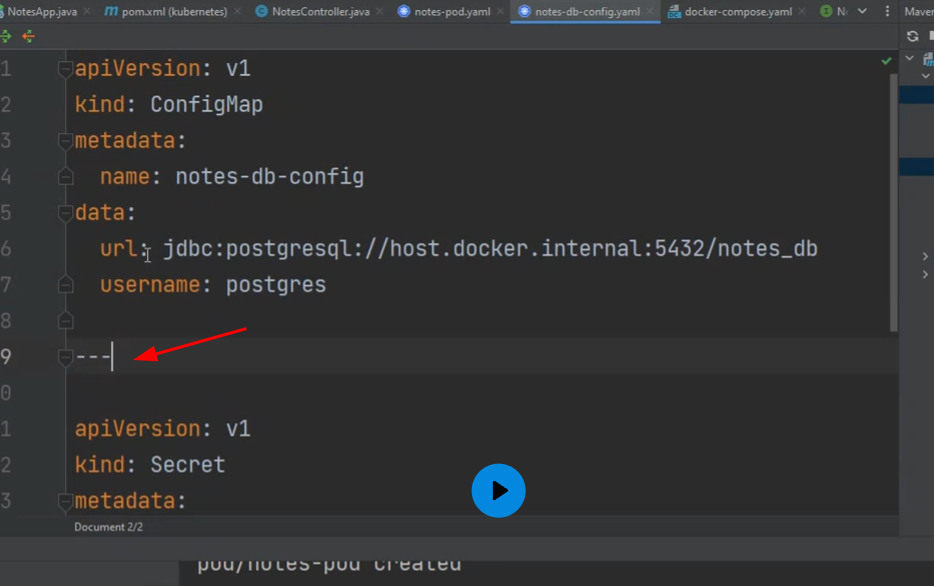 NotesApp.java
pom.xml (kubernetes)
NotesController.java
notes-pod.yaml
notes-db-config.yaml
docker-compose.yaml
Maven
1 apiVersion: v1
2 kind: ConfigMap
3 metadata:
4 name: notes-db-config
5 data:
6 url: jdbc:postgresql://host.docker.internal:5432/notes_db
7 username: postgres
8
9 ---
0
1 apiVersion: v1
2 kind: Secret
3 metadata:
Document 2/2
pod/notes-pod created